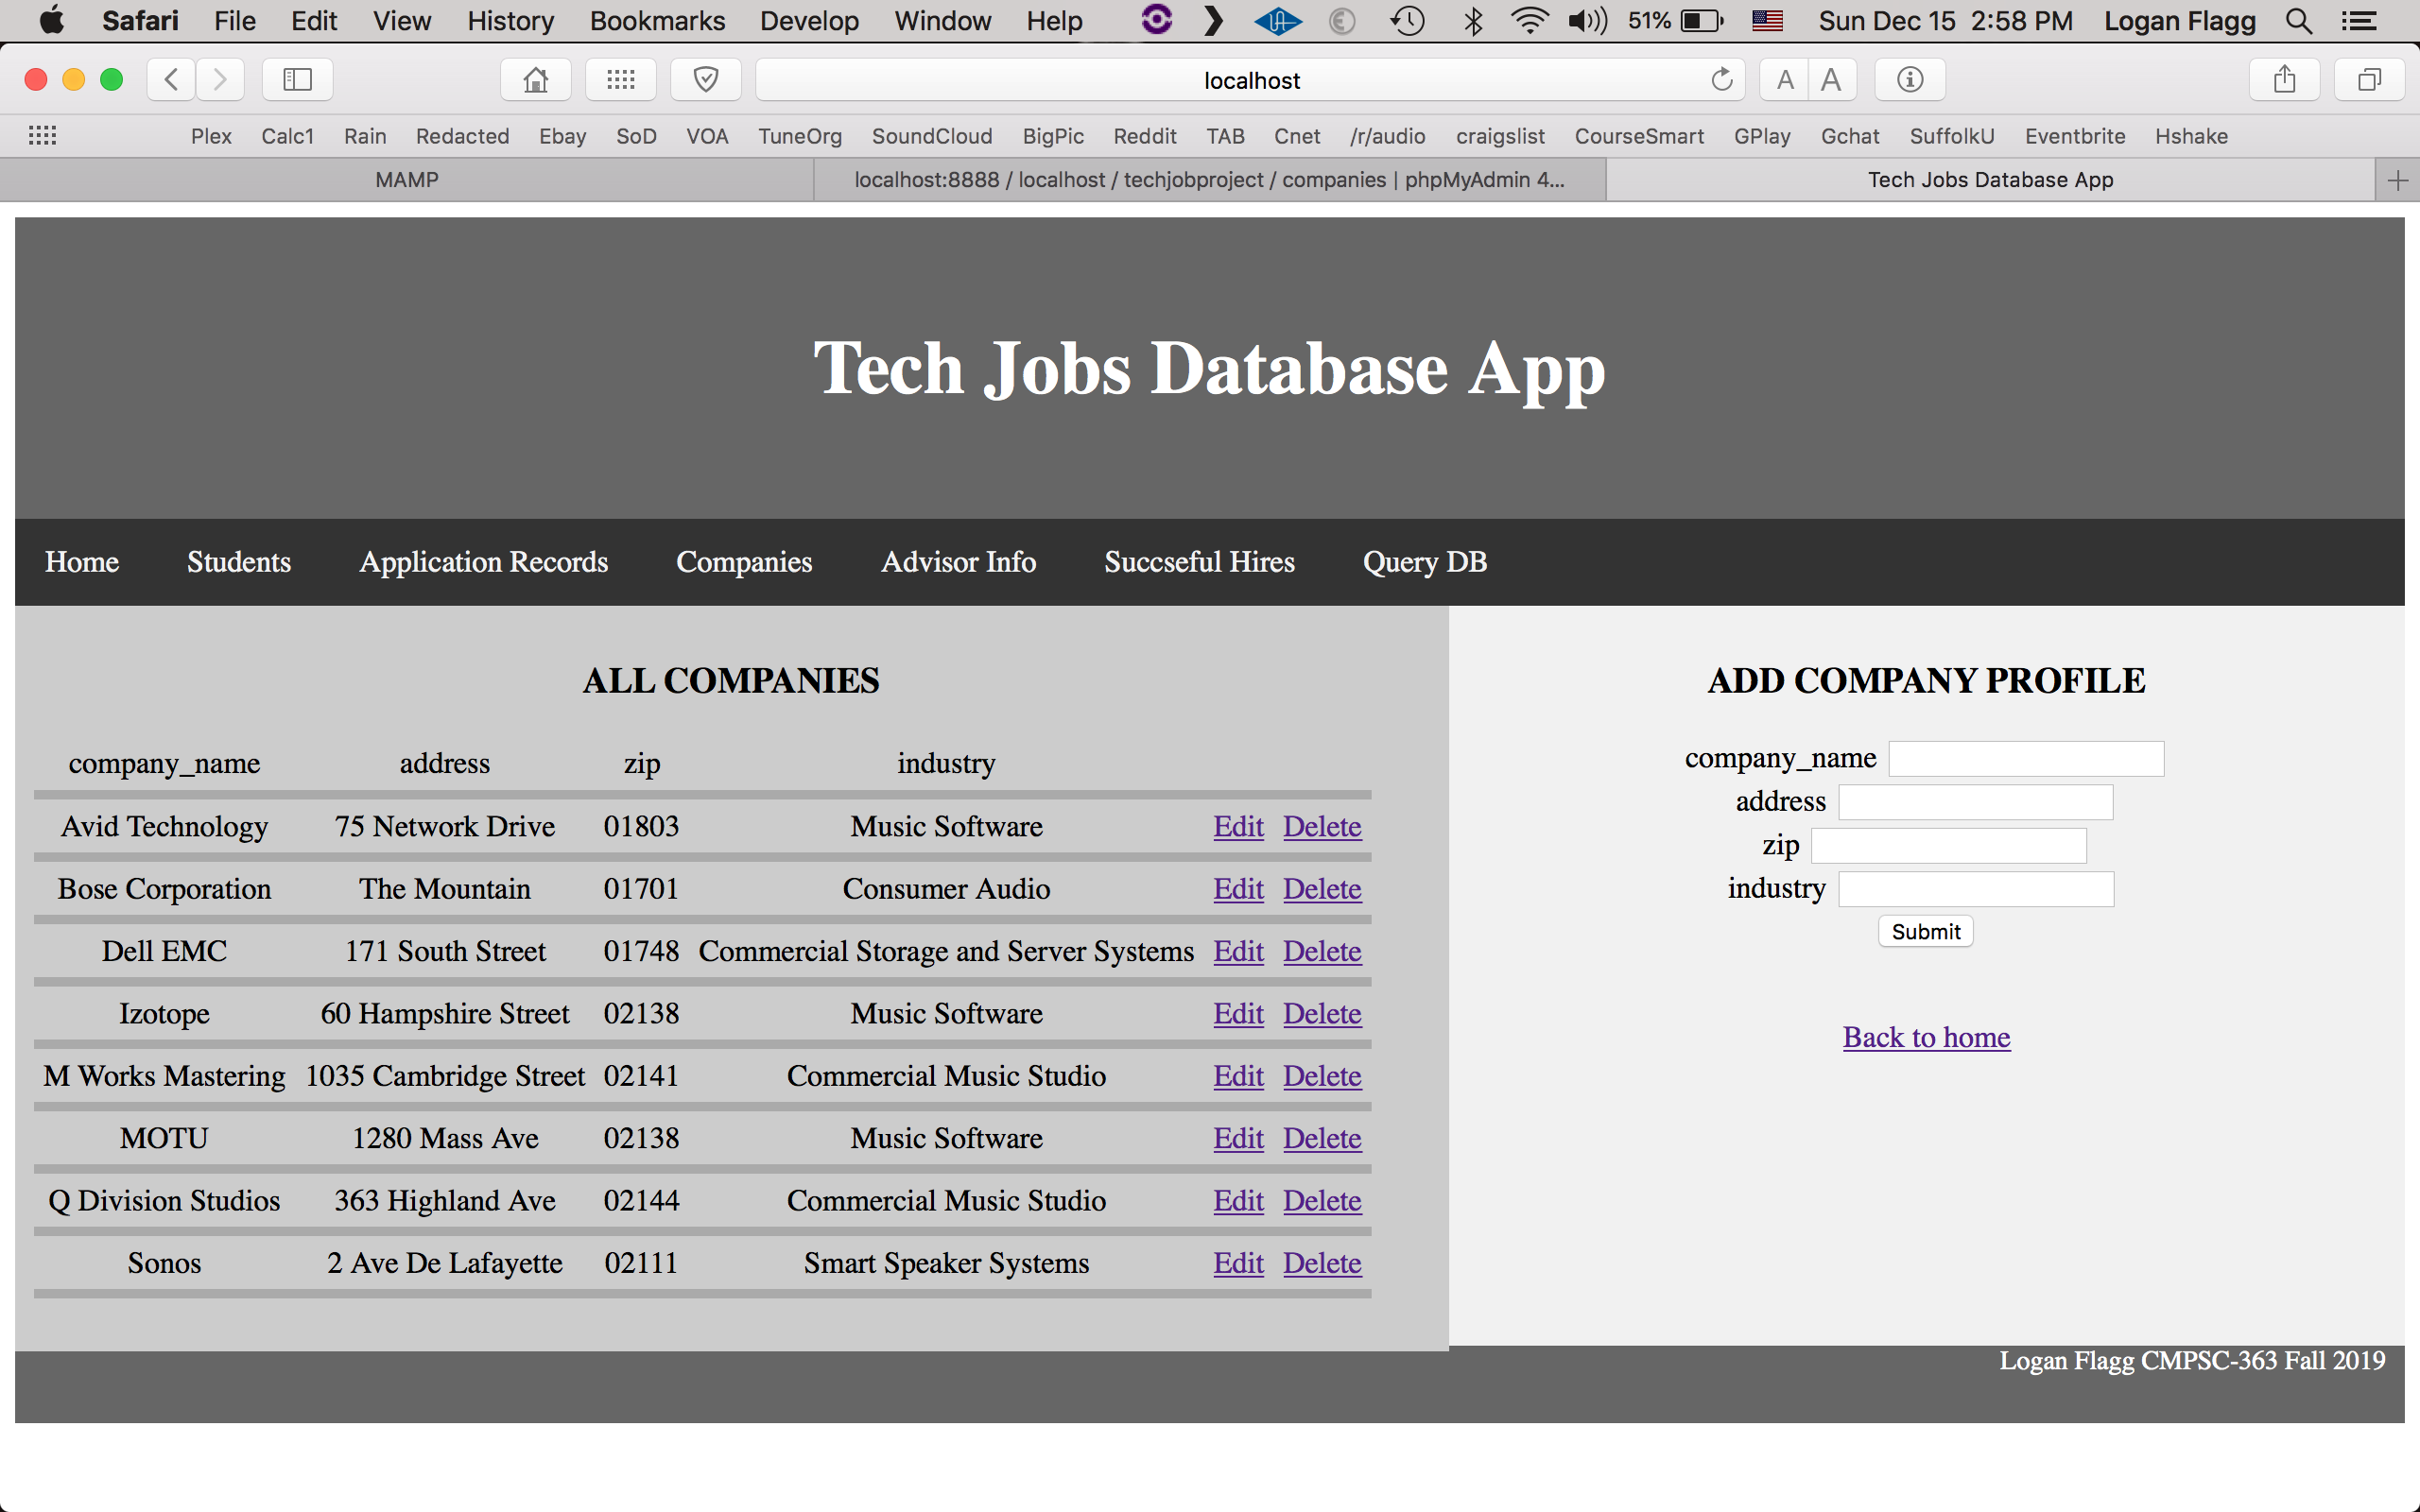 Safari File Edit View History Bookmarks Develop Window Help 51% Sun Dec 15 2:58 PM Logan Flagg
localhost
A A
Plex Calc1 Rain Redacted Ebay SoD VOA TuneOrg SoundCloud BigPic Reddit TAB Cnet /r/audio craigslist CourseSmart GPlay Gchat SuffolkU Eventbrite Hshake
MAMP
localhost:8888 / localhost / techjobproject / companies | phpMyAdmin 4...
Tech Jobs Database App
Tech Jobs Database App
Home Students Application Records Companies Advisor Info Succseful Hires Query DB
ALL COMPANIES
company_name address zip industry
Avid Technology 75 Network Drive 01803 Music Software Edit Delete
Bose Corporation The Mountain 01701 Consumer Audio Edit Delete
Dell EMC 171 South Street 01748 Commercial Storage and Server Systems Edit Delete
Izotope 60 Hampshire Street 02138 Music Software Edit Delete
M Works Mastering 1035 Cambridge Street 02141 Commercial Music Studio Edit Delete
MOTU 1280 Mass Ave 02138 Music Software Edit Delete
Q Division Studios 363 Highland Ave 02144 Commercial Music Studio Edit Delete
Sonos 2 Ave De Lafayette 02111 Smart Speaker Systems Edit Delete
ADD COMPANY PROFILE
company_name
address
zip
industry
Submit
Back to home
Logan Flagg CMPSC-363 Fall 2019